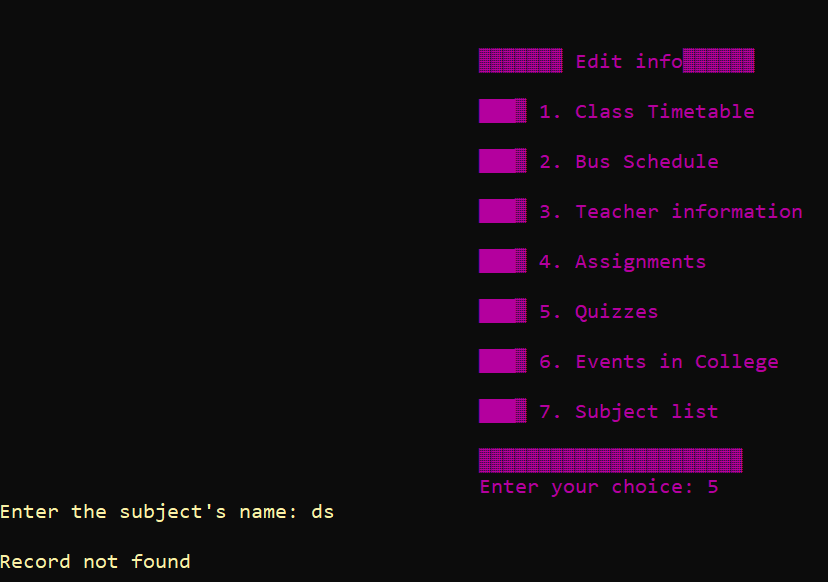 Edit info
1. Class Timetable
2. Bus Schedule
3. Teacher information
4. Assignments
5. Quizzes
6. Events in College
7. Subject list
Enter your choice: 5
Enter the subject's name: ds
Record not found